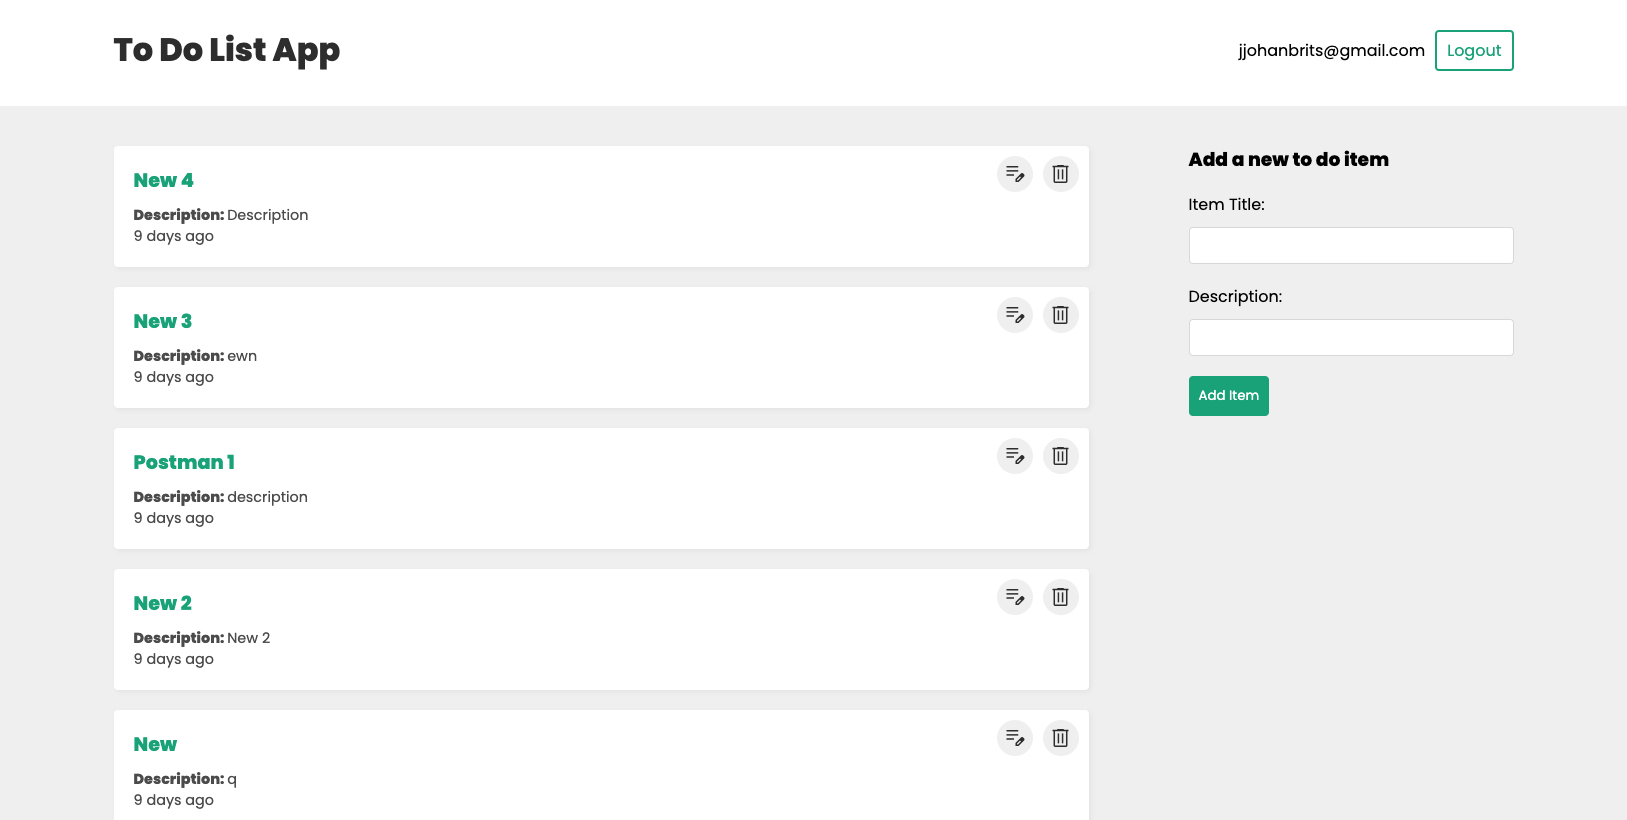 To Do List App
jjohanbrits@gmail.com
Logout
New 4
Description: Description
9 days ago
New 3
Description: ewn
9 days ago
Postman 1
Description: description
9 days ago
New 2
Description: New 2
9 days ago
New
Description: q
9 days ago
Add a new to do item
Item Title:
Description:
Add Item